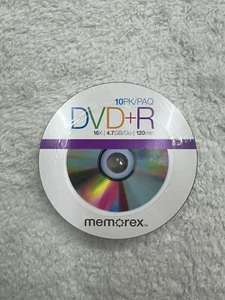 10PK/PAQ
DVD+R
16X | 4.7GB/Go | 120min
memorex